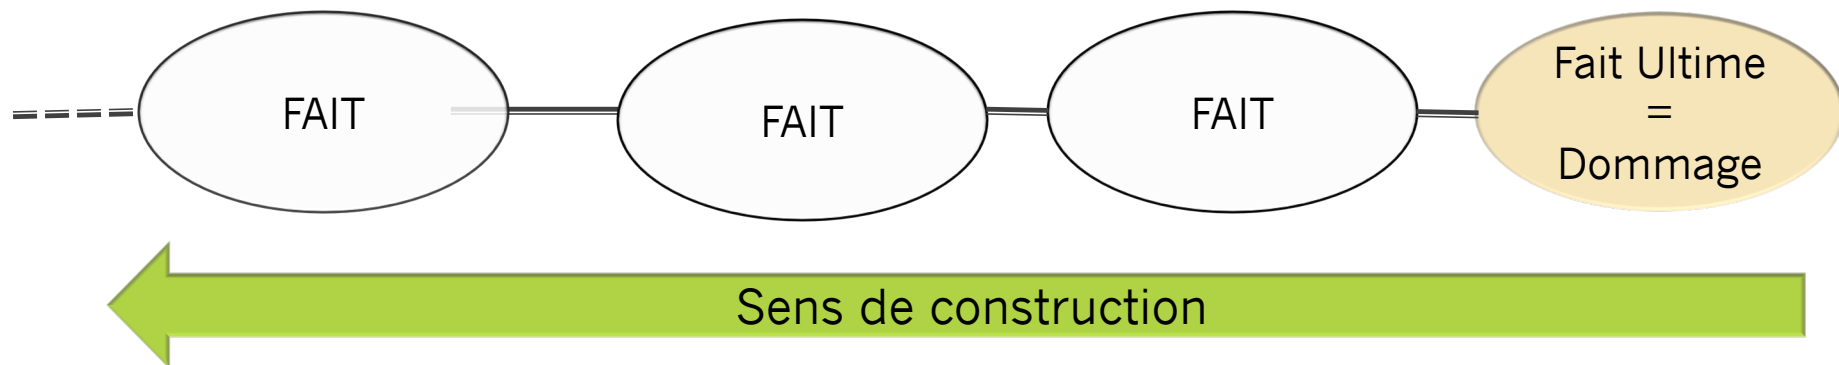 FAIT
FAIT
FAIT
Fait Ultime
=
Dommage
Sens de construction